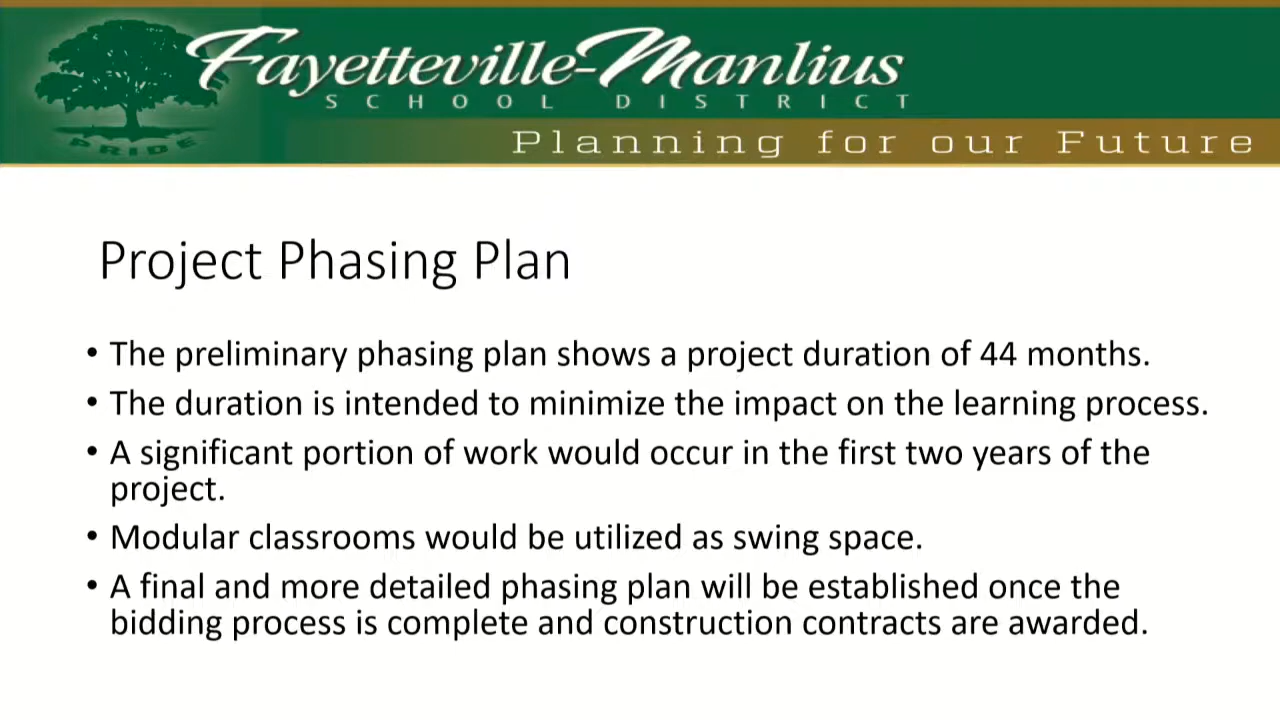 Fayetteville-Manlius
SCHOOL DISTRICT
PRIDE
Planning for our Future
Project Phasing Plan
• The preliminary phasing plan shows a project duration of 44 months.
• The duration is intended to minimize the impact on the learning process.
• A significant portion of work would occur in the first two years of the
project.
• Modular classrooms would be utilized as swing space.
• A final and more detailed phasing plan will be established once the
bidding process is complete and construction contracts are awarded.